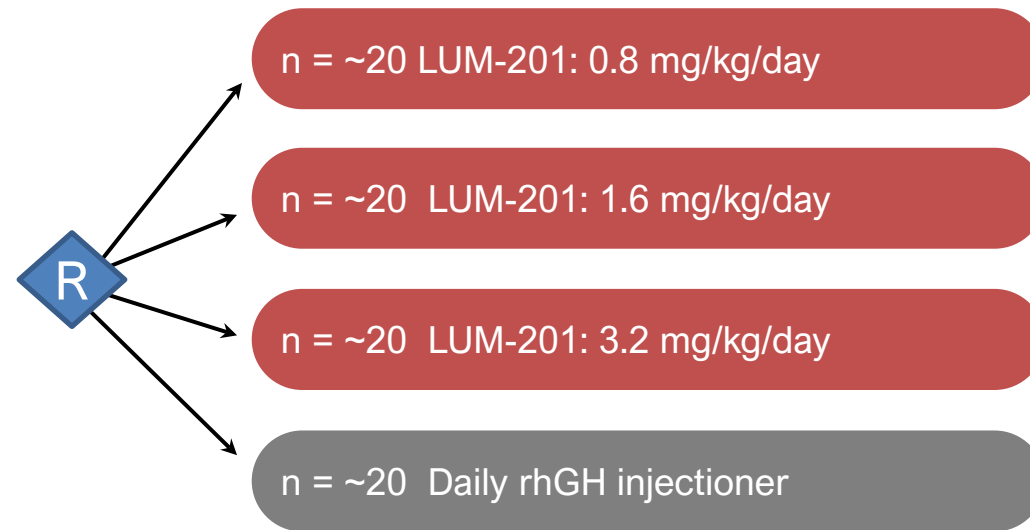 n = ~20 LUM-201: 0.8 mg/kg/day
n = ~20 LUM-201: 1.6 mg/kg/day
R
n = ~20 LUM-201: 3.2 mg/kg/day
n = ~20 Daily rhGH injectioner